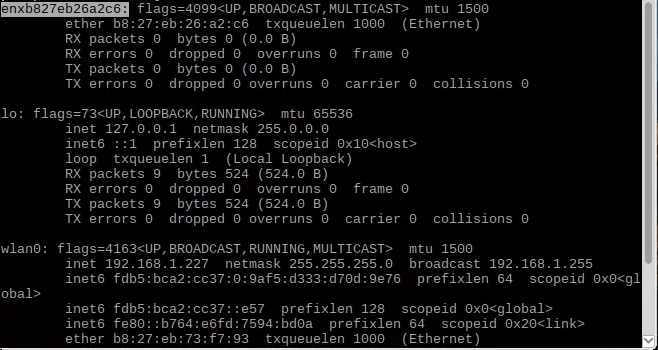 enxb827eb26a2c6: flags=4099<UP,BROADCAST,MULTICAST>  mtu 1500
        ether b8:27:eb:26:a2:c6  txqueuelen 1000  (Ethernet)
        RX packets 0  bytes 0 (0.0 B)
        RX errors 0  dropped 0  overruns 0  frame 0
        TX packets 0  bytes 0 (0.0 B)
        TX errors 0  dropped 0 overruns 0  carrier 0  collisions 0
lo: flags=73<UP,LOOPBACK,RUNNING>  mtu 65536
        inet 127.0.0.1  netmask 255.0.0.0
        inet6 ::1  prefixlen 128  scopeid 0x10<host>
        loop  txqueuelen 1  (Local Loopback)
        RX packets 9  bytes 524 (524.0 B)
        RX errors 0  dropped 0  overruns 0  frame 0
        TX packets 9  bytes 524 (524.0 B)
        TX errors 0  dropped 0 overruns 0  carrier 0  collisions 0
wlan0: flags=4163<UP,BROADCAST,RUNNING,MULTICAST>  mtu 1500
        inet 192.168.1.227  netmask 255.255.255.0  broadcast 192.168.1.255
        inet6 fdb5:bca2:cc37:0:9af5:d333:d70d:9e76  prefixlen 64  scopeid 0x0<gl
obal>
        inet6 fdb5:bca2:cc37::e57  prefixlen 128  scopeid 0x0<global>
        inet6 fe80::b764:e6fd:7594:bd0a  prefixlen 64  scopeid 0x20<link>
        ether b8:27:eb:73:f7:93  txqueuelen 1000  (Ethernet)